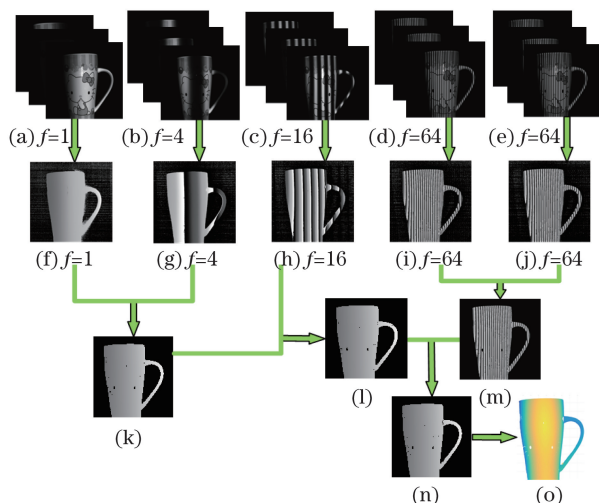 (a) f=1 (b) f=4 (c) f=16 (d) f=64 (e) f=64
(f) f=1 (g) f=4 (h) f=16 (i) f=64 (j) f=64
(k) (l) (m)
(n) (o)